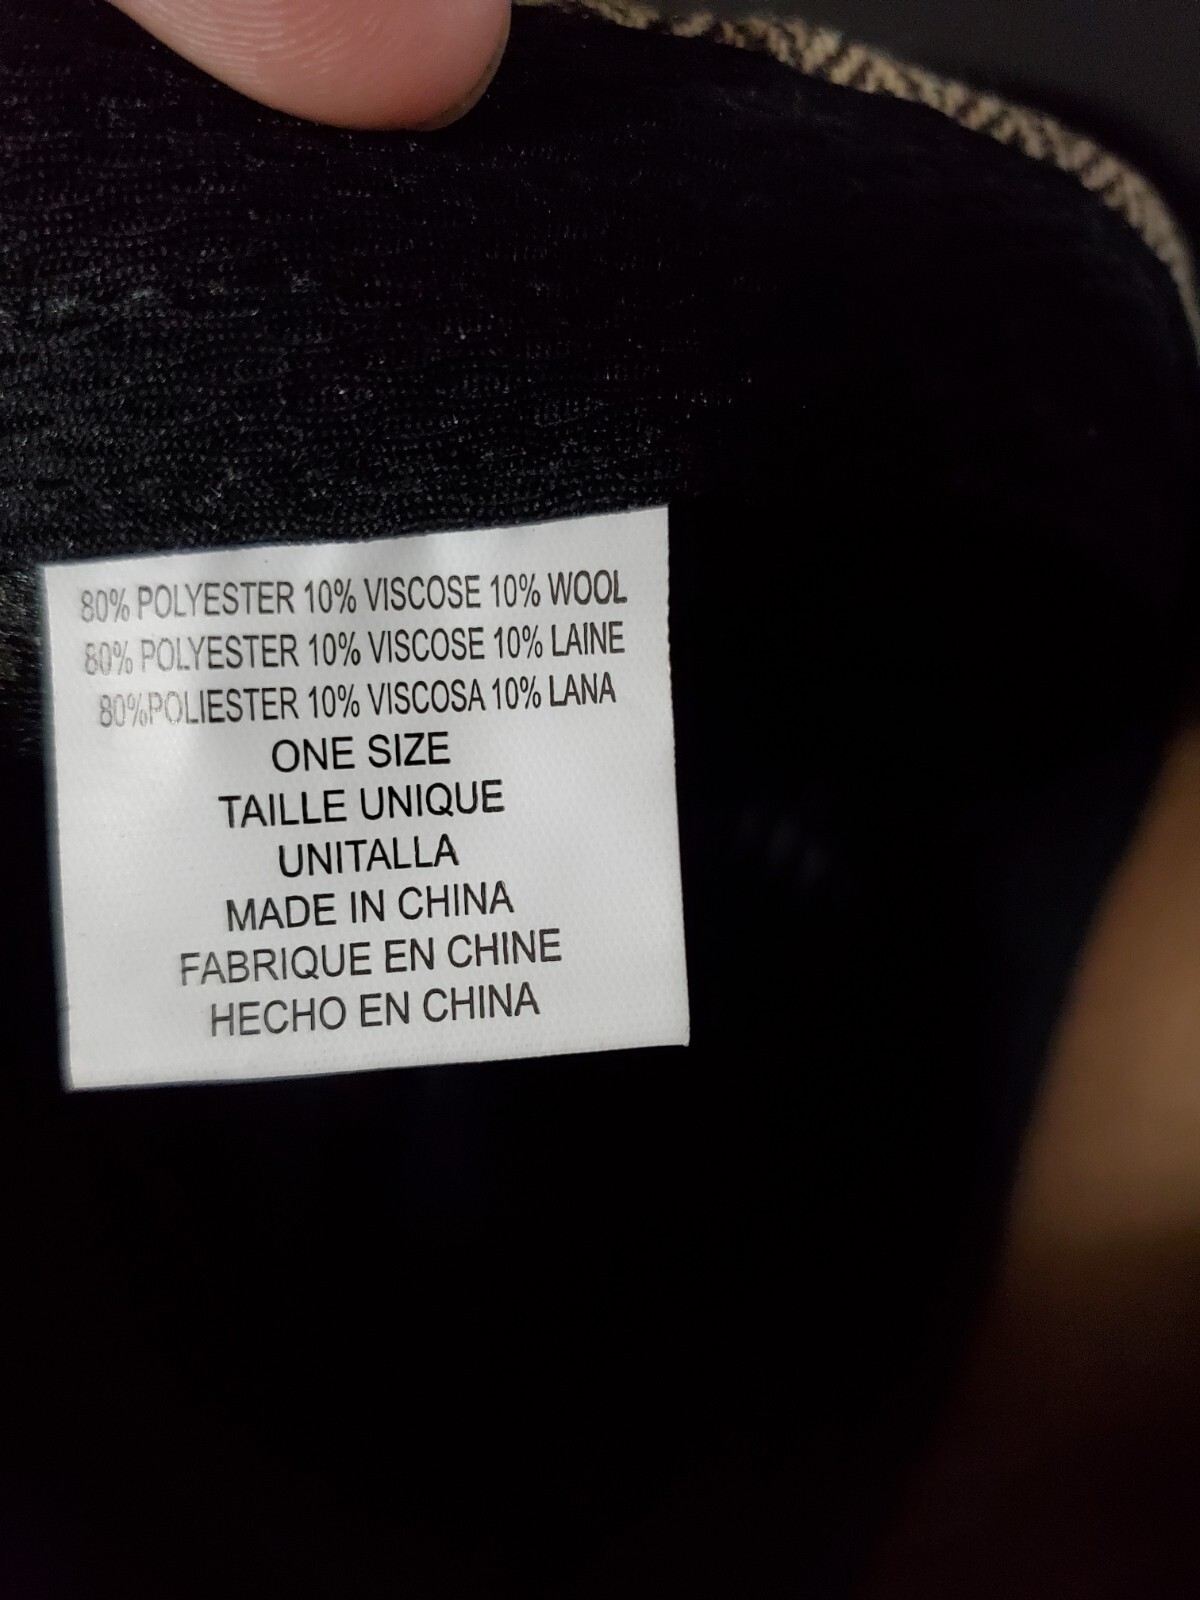 80% POLYESTER 10% VISCOSE 10% WOOL
80% POLYESTER 10% VISCOSE 10% LAINE
80%POLIESTER 10% VISCOSA 10% LANA
ONE SIZE
TAILLE UNIQUE
UNITALLA
MADE IN CHINA
FABRIQUE EN CHINE
HECHO EN CHINA